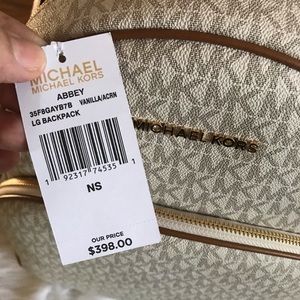 MICHAEL
MICHAEL KORS
ABBEY
35F8GAYB7B VANILLA/ACRN
LG BACKPACK
1 92317 74535 1
NS
OUR PRICE
$398.00
MICHAEL KORS